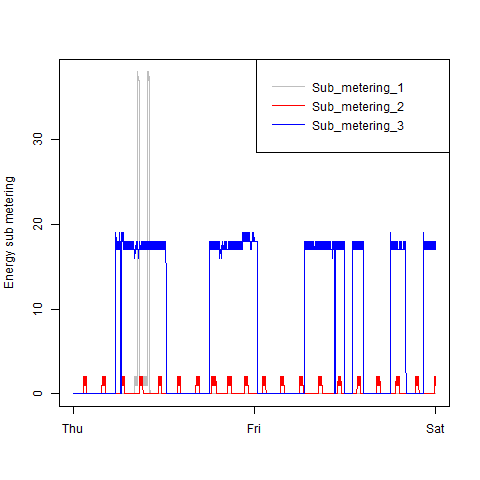 Sub_metering_1
Sub_metering_2
Sub_metering_3
Energy sub metering
30
20
10
0
Thu
Fri
Sat